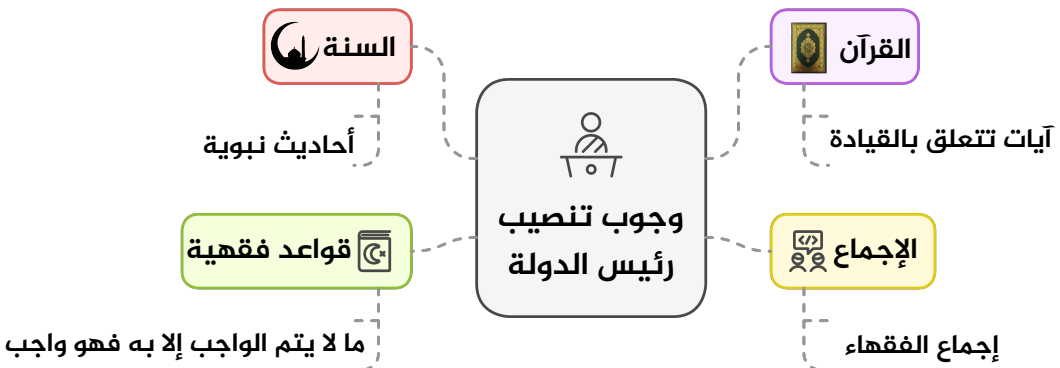 وجوب تنصيب
رئيس الدولة
القرآن
آيات تتعلق بالقيادة
السنة
أحاديث نبوية
الإجماع
إجماع الفقهاء
قواعد فقهية
ما لا يتم الواجب إلا به فهو واجب